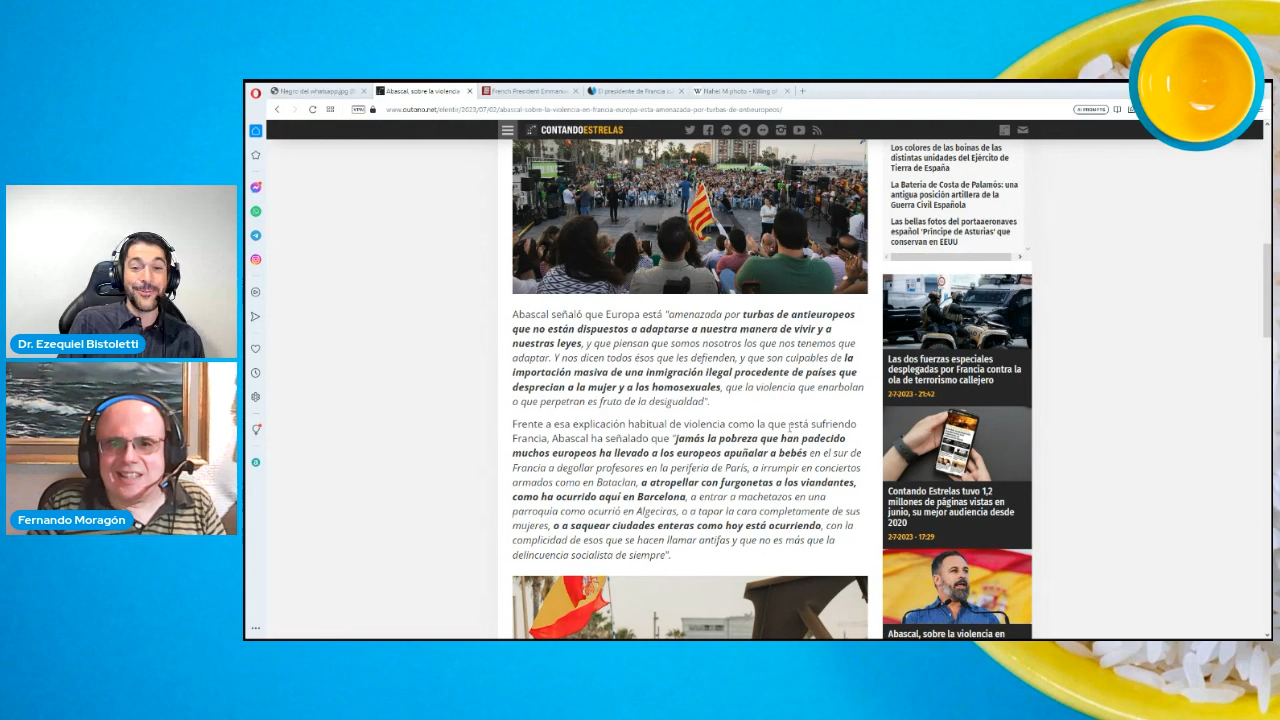 Negro del whatsapp.jpg
Abascal, sobre la violencia
French President Emmanu
El presidente de Francia cul
Nahel M photo - Killing of
VPN
www.outono.net/elentir/2023/07/02/abascal-sobre-la-violencia-en-francia-europa-esta-amenazada-por-turbas-de-antieuropeos/
AI PROMPTS
CONTANDOESTRELAS
Los colores de las boinas de las
distintas unidades del Ejército de
Tierra de España
La Batería de Costa de Palamós: una
antigua posición artillera de la
Guerra Civil Española
Las bellas fotos del portaaeronaves
español 'Príncipe de Asturias' que
conservan en EEUU
Abascal señaló que Europa está "amenazada por turbas de antieuropeos
que no están dispuestos a adaptarse a nuestra manera de vivir y a
nuestras leyes, y que piensan que somos nosotros los que nos tenemos que
adaptar. Y nos dicen todos ésos que les defienden, y que son culpables de la
importación masiva de una inmigración ilegal procedente de países que
desprecian a la mujer y a los homosexuales, que la violencia que enarbolan
o que perpetran es fruto de la desigualdad".
Frente a esa explicación habitual de violencia como la que está sufriendo
Francia, Abascal ha señalado que "jamás la pobreza que han padecido
muchos europeos ha llevado a los europeos apuñalar a bebés en el sur de
Francia a degollar profesores en la periferia de París, a irrumpir en conciertos
armados como en Bataclan, a atropellar con furgonetas a los viandantes,
como ha ocurrido aquí en Barcelona, a entrar a machetazos en una
parroquia como ocurrió en Algeciras, o a tapar la cara completamente de sus
mujeres, o a saquear ciudades enteras como hoy está ocurriendo, con la
complicidad de esos que se hacen llamar antifas y que no es más que la
delincuencia socialista de siempre".
Las dos fuerzas especiales
desplegadas por Francia contra la
ola de terrorismo callejero
2-7-2023 - 21:42
Contando Estrelas tuvo 1,2
millones de páginas vistas en
junio, su mejor audiencia desde
2020
2-7-2023 - 17:29
Abascal, sobre la violencia en
Dr. Ezequiel Bistoletti
Fernando Moragón